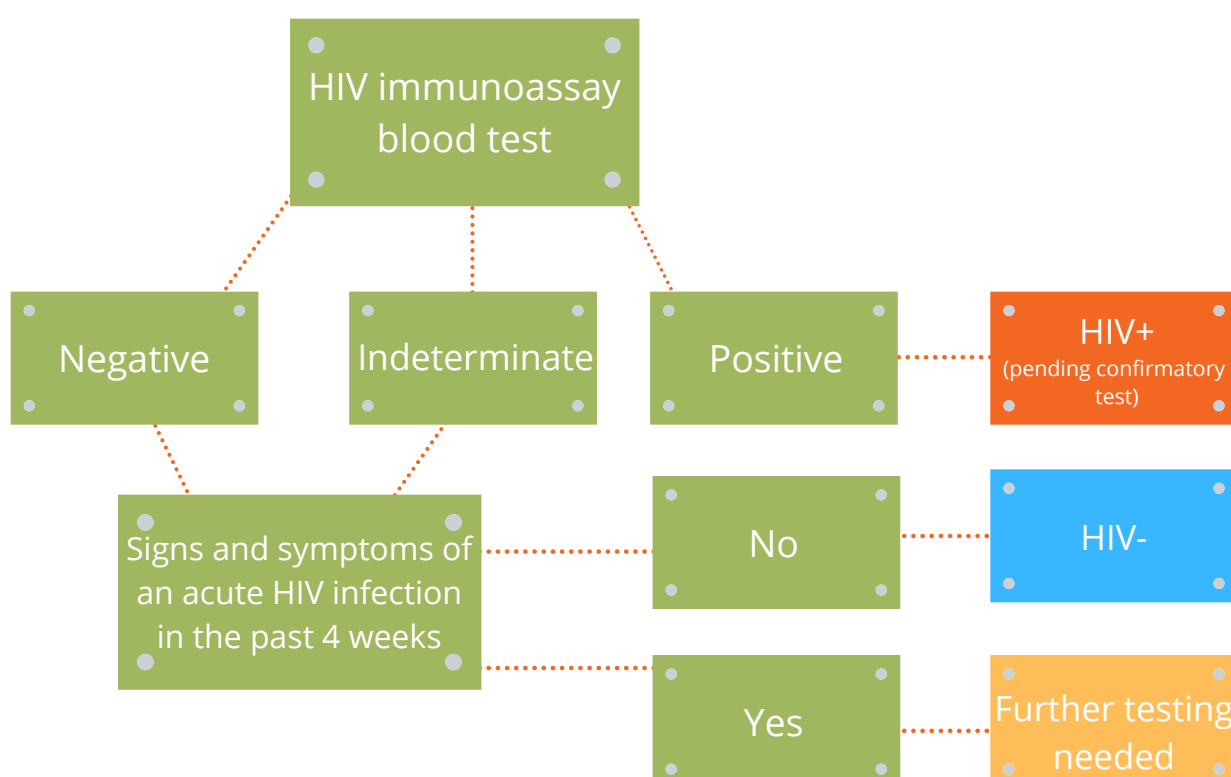 HIV immunoassay
blood test
Negative
Indeterminate
Positive
HIV+
(pending confirmatory
test)
Signs and symptoms of
an acute HIV infection
in the past 4 weeks
No
HIV-
Yes
Further testing
needed